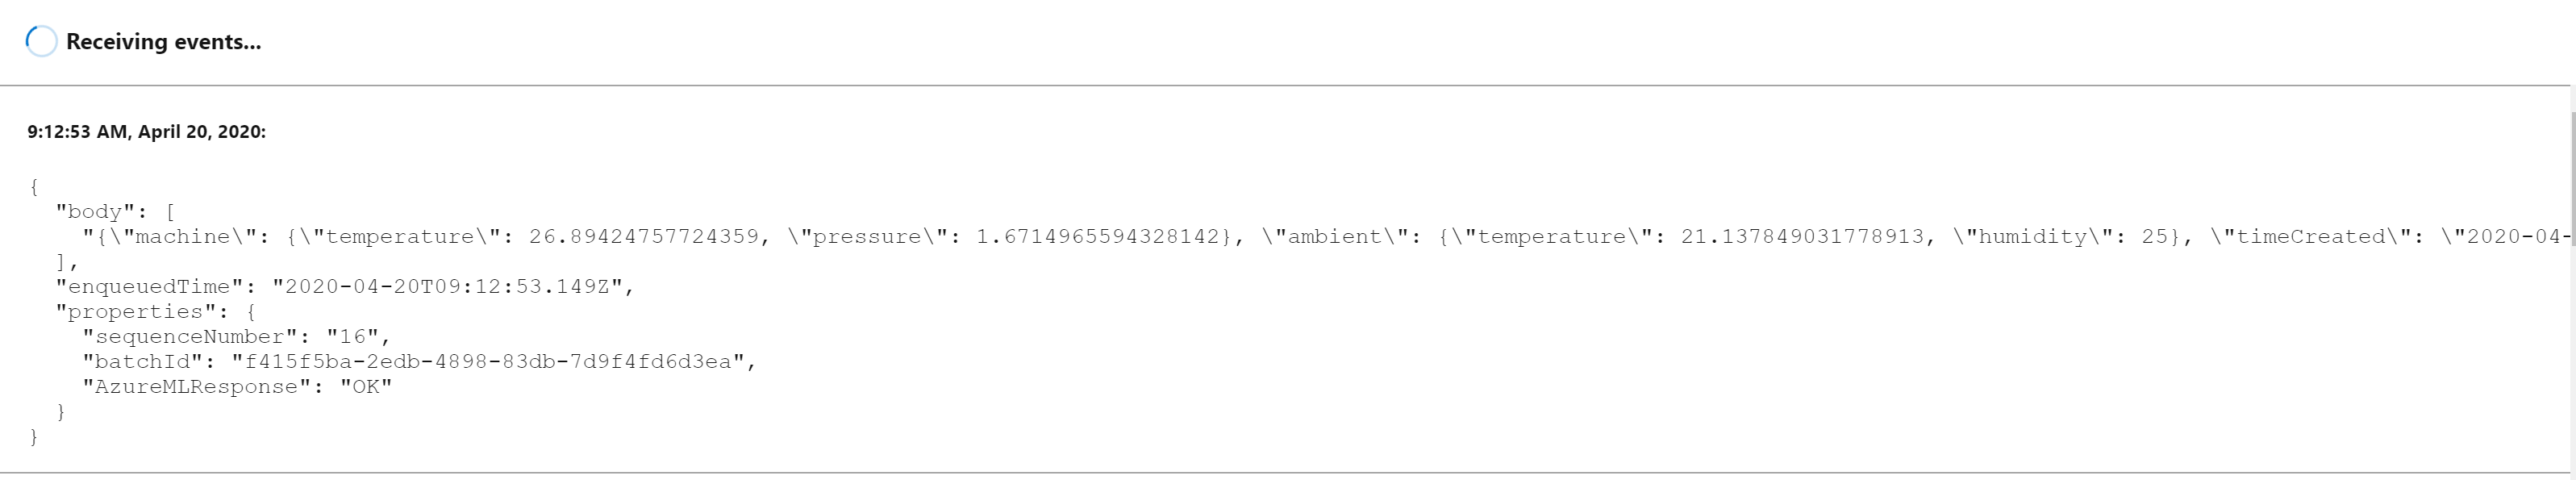 Receiving events...
9:12:53 AM, April 20, 2020:
{
  "body": [
    "{\"machine\": {\"temperature\": 26.89424757724359, \"pressure\": 1.6714965594328142}, \"ambient\": {\"temperature\": 21.137849031778913, \"humidity\": 25}, \"timeCreated\": \"2020-04-
  ],
  "enqueuedTime": "2020-04-20T09:12:53.149Z",
  "properties": {
    "sequenceNumber": "16",
    "batchId": "f415f5ba-2edb-4898-83db-7d9f4fd6d3ea",
    "AzureMLResponse": "OK"
  }
}